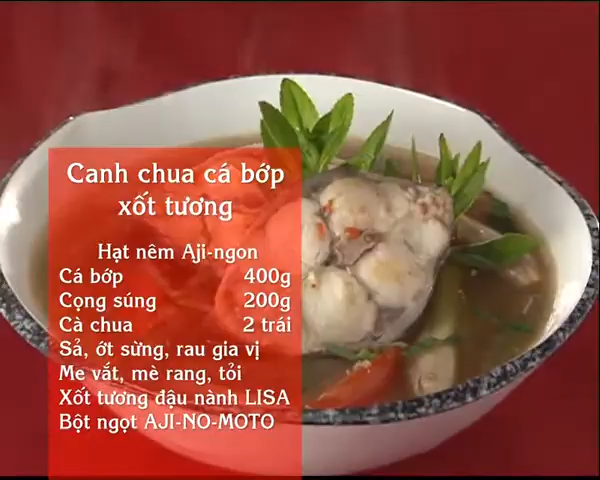 Canh chua cá bớp
xốt tương
Hạt nêm Aji-ngon
Cá bớp 400g
Cọng súng 200g
Cà chua 2 trái
Sả, ớt sừng, rau gia vị
Me vắt, mè rang, tỏi
Xốt tương đậu nành LISA
Bột ngọt AJI-NO-MOTO